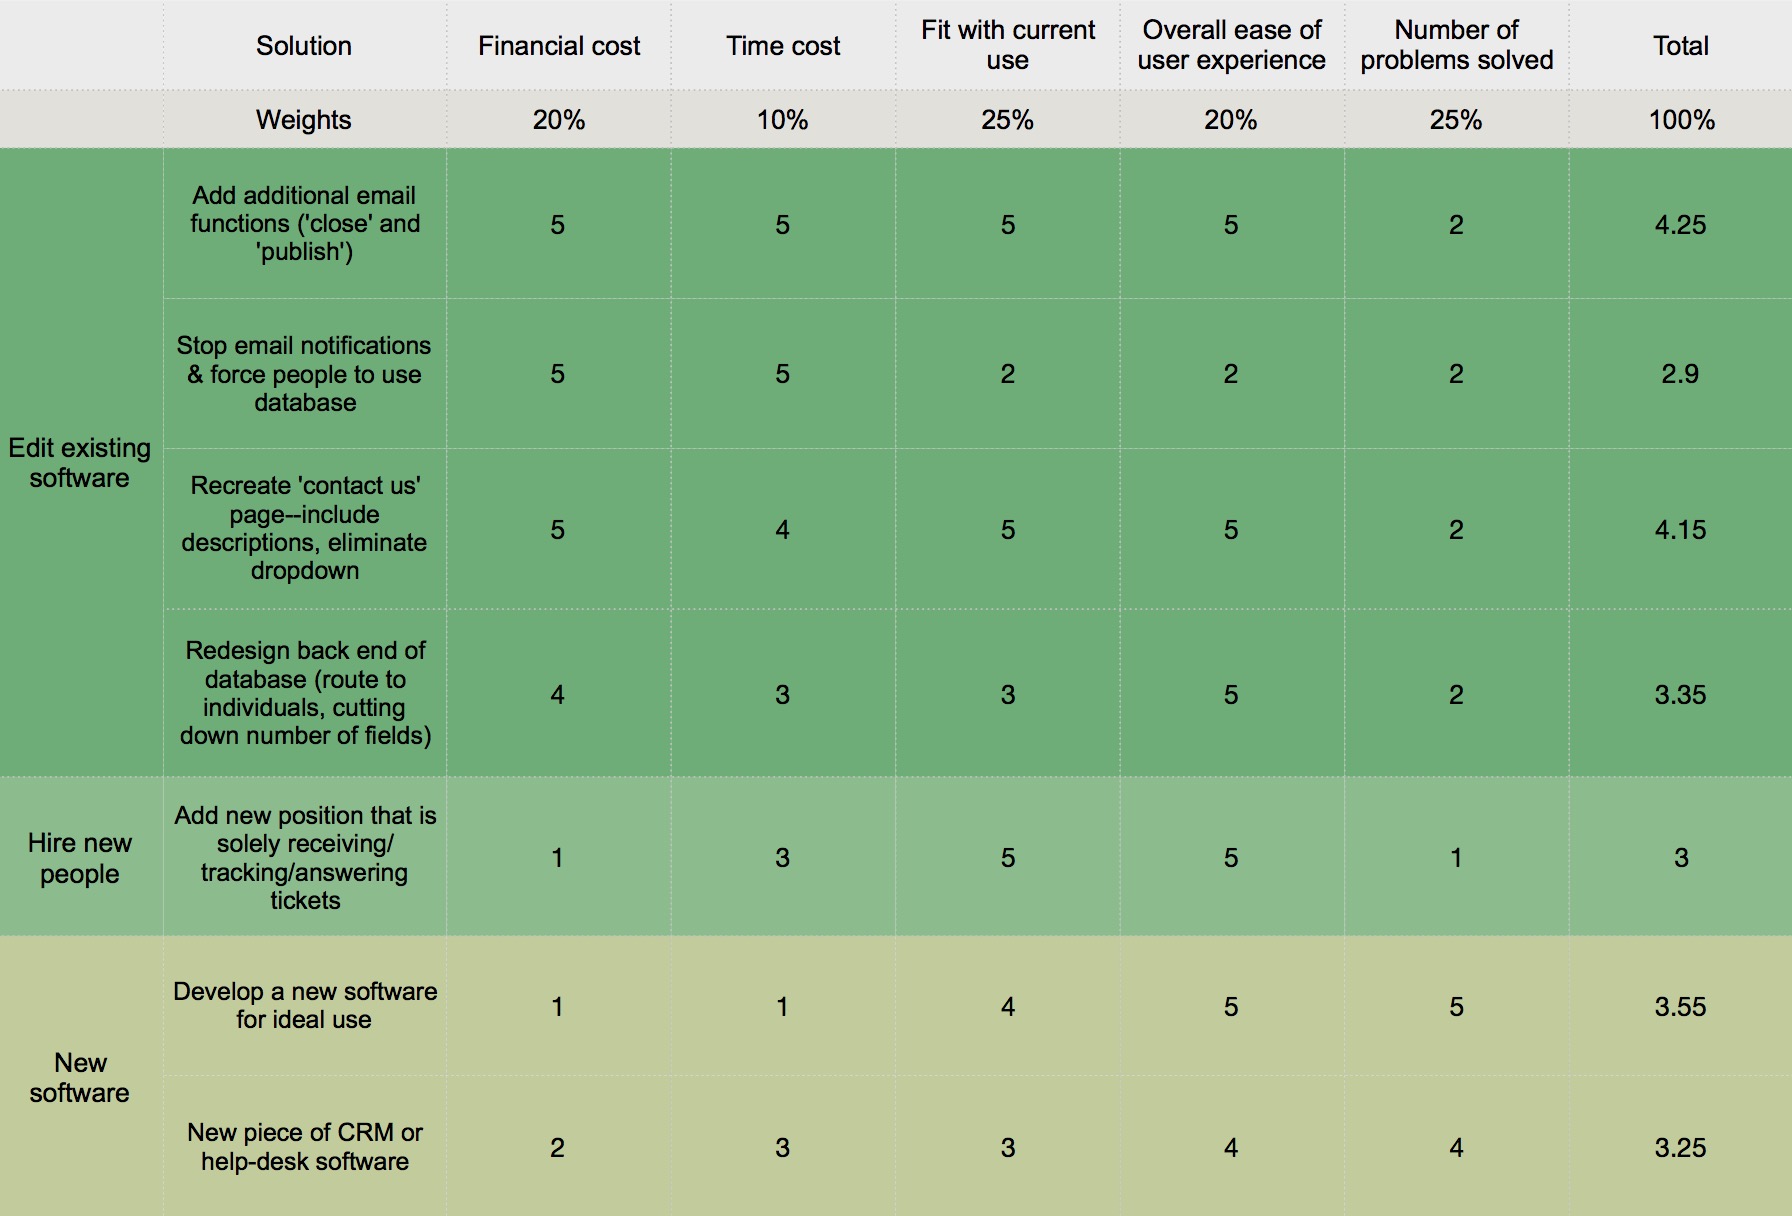 Solution
Financial cost
Time cost
Fit with current
use
Overall ease of
user experience
Number of
problems solved
Total
Weights
20%
10%
25%
20%
25%
100%
Edit existing
software
Add additional email
functions ('close' and
'publish')
5
5
5
5
2
4.25
Stop email notifications
& force people to use
database
5
5
2
2
2
2.9
Recreate 'contact us'
page--include
descriptions, eliminate
dropdown
5
4
5
5
2
4.15
Redesign back end of
database (route to
individuals, cutting
down number of fields)
4
3
3
5
2
3.35
Hire new
people
Add new position that is
solely receiving/
tracking/answering
tickets
1
3
5
5
1
3
New
software
Develop a new software
for ideal use
1
1
4
5
5
3.55
New piece of CRM or
help-desk software
2
3
3
4
4
3.25